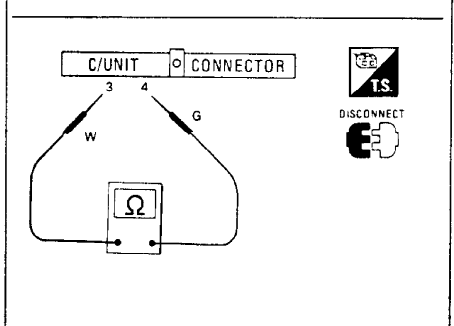 C/UNIT CONNECTOR
3 4
W
G
Ω
T.S.
DISCONNECT